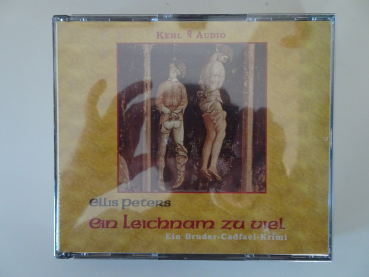 Kehl Audio
Ellis Peters
Ein Leichnam zu viel
Ein Bruder-Cadfael-Krimi